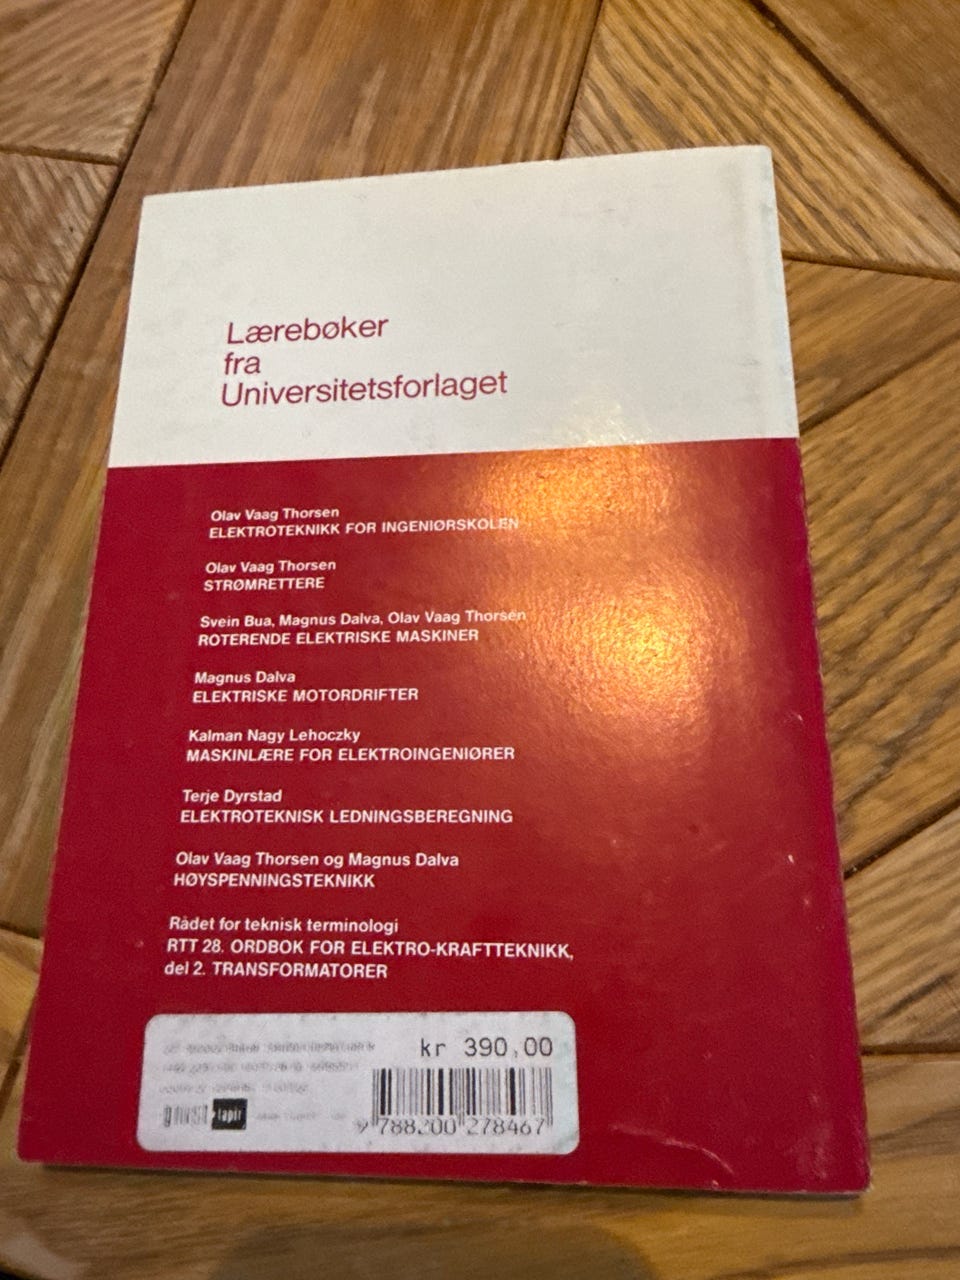 Lærebøker
fra
Universitetsforlaget
Olav Vaag Thorsen
ELEKTROTEKNIKK FOR INGENIØRSKOLEN
Olav Vaag Thorsen
STRØMRETTERE
Svein Bua, Magnus Dalva, Olav Vaag Thorsen
ROTERENDE ELEKTRISKE MASKINER
Magnus Dalva
ELEKTRISKE MOTORDRIFTER
Kalman Nagy Lehoczky
MASKINLÆRE FOR ELEKTROINGENIØRER
Terje Dyrstad
ELEKTROTEKNISK LEDNINGSBEREGNING
Olav Vaag Thorsen og Magnus Dalva
HØYSPENNINGSTEKNIKK
Rådet for teknisk terminologi
RTT 28. ORDBOK FOR ELEKTRO-KRAFTTEKNIKK,
del 2. TRANSFORMATORER
kr 390,00
tapir
9 788200 278467